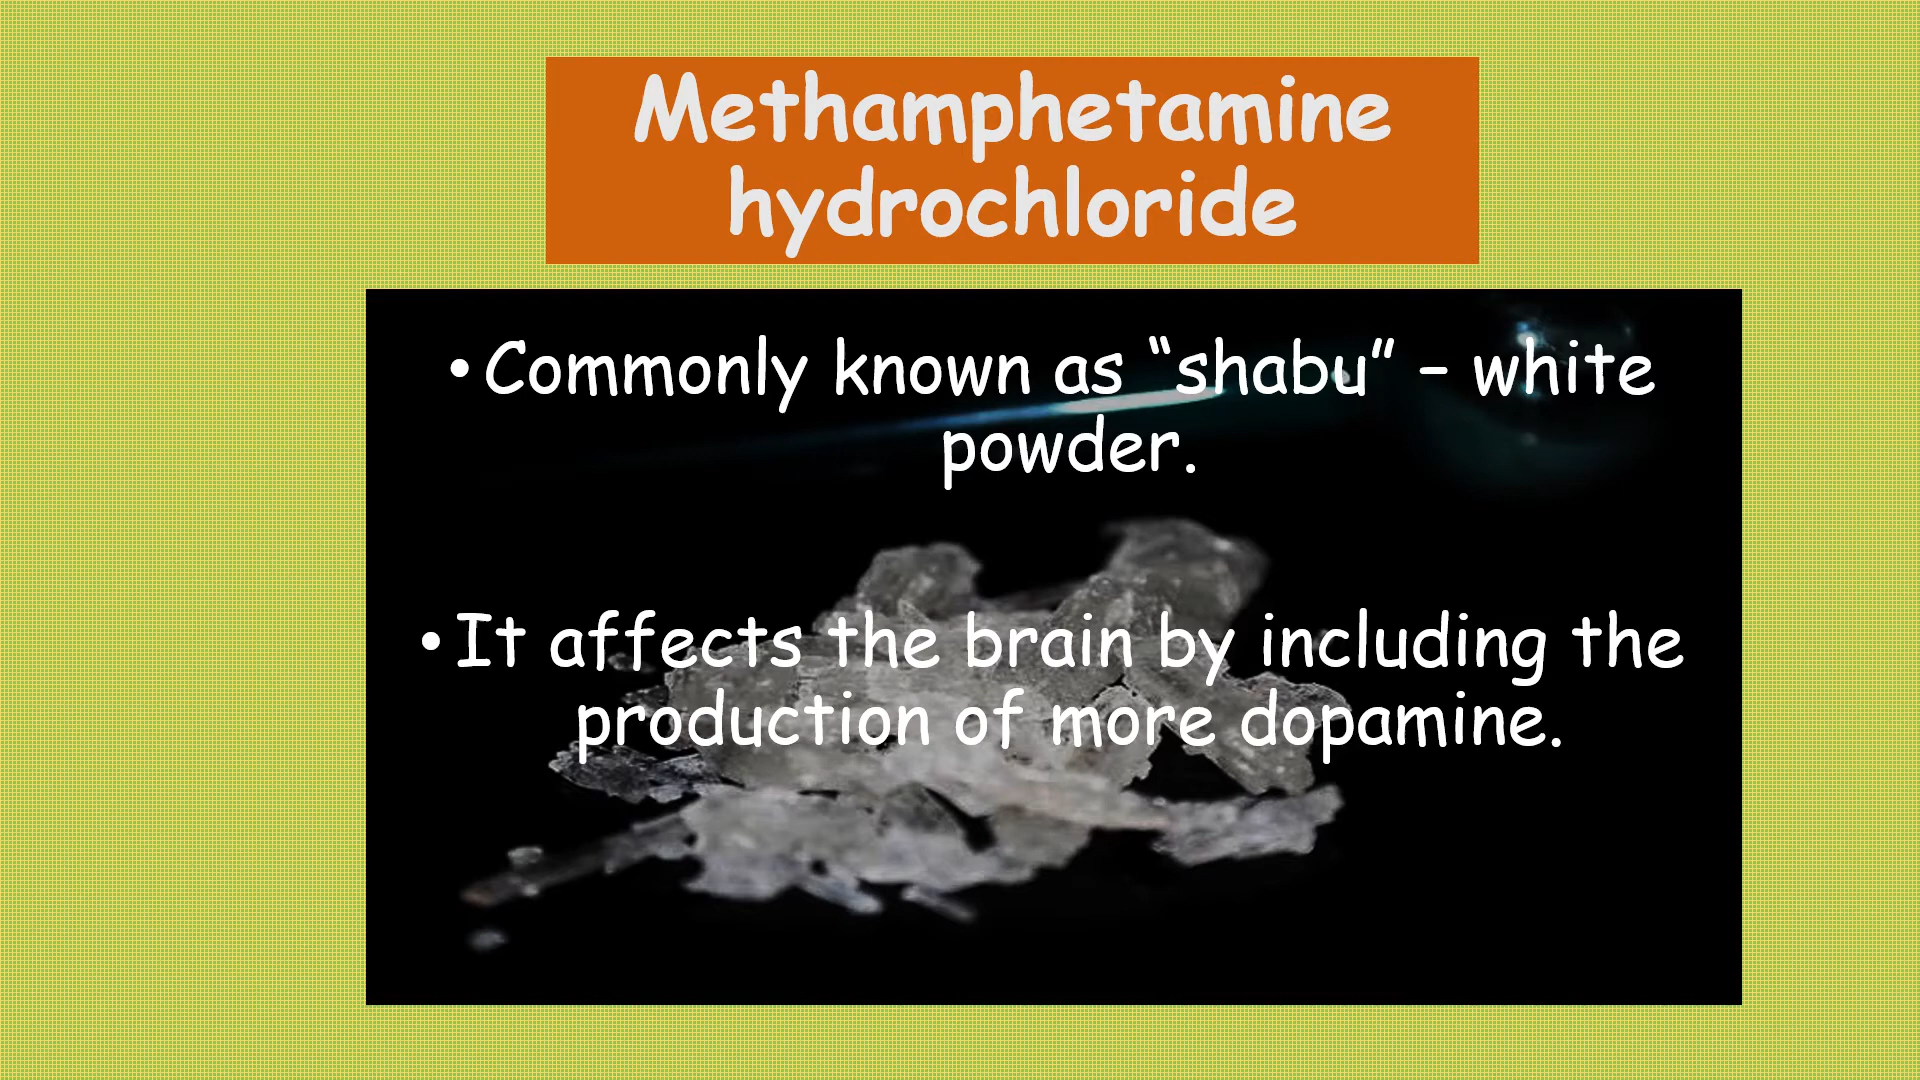 Methamphetamine
hydrochloride
• Commonly known as “shabu” – white
powder.
• It affects the brain by including the
production of more dopamine.